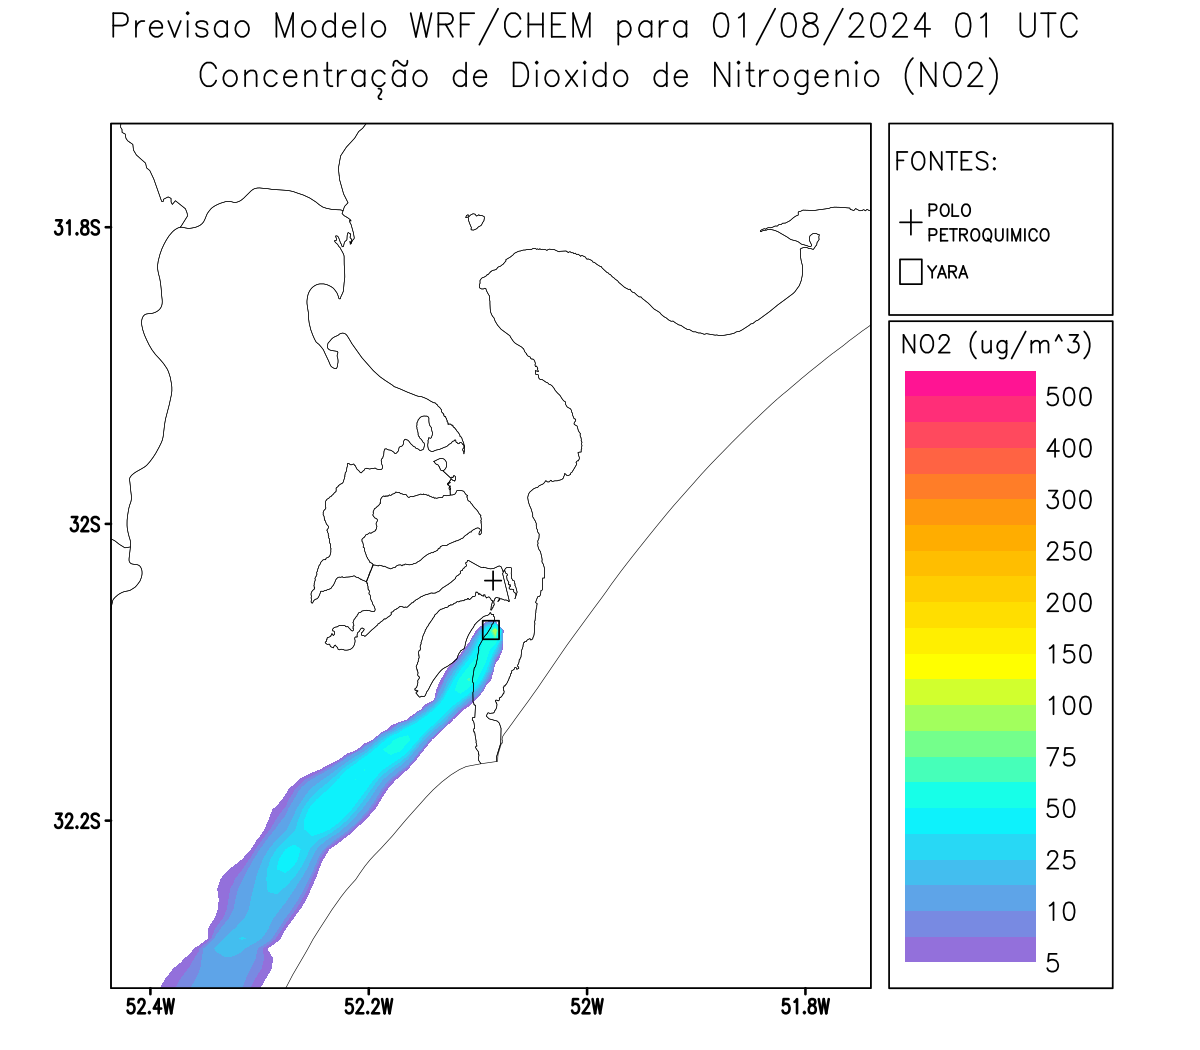 Previsao Modelo WRF/CHEM para 01/08/2024 01 UTC
Concentração de Dioxido de Nitrogenio (NO2)
FONTES:
POLO
PETROQUIMICO
YARA
NO2 (ug/m^3)
500
400
300
250
200
150
100
75
50
25
10
5
31.8S
32S
32.2S
52.4W
52.2W
52W
51.8W